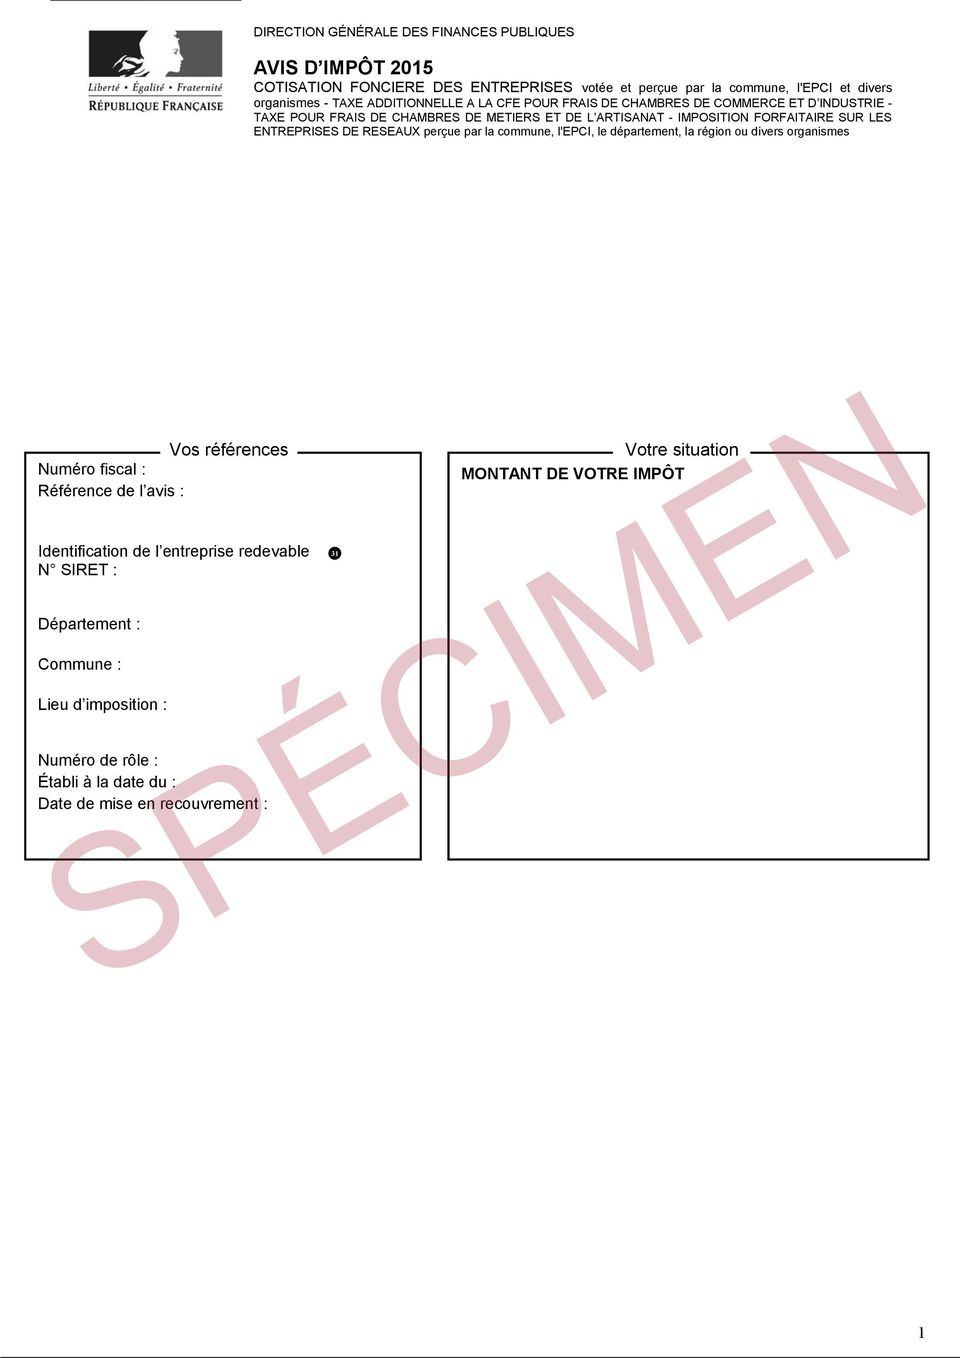 Liberté • Égalité • Fraternité
RÉPUBLIQUE FRANÇAISE
DIRECTION GÉNÉRALE DES FINANCES PUBLIQUES
AVIS D’IMPÔT 2015
COTISATION FONCIERE DES ENTREPRISES votée et perçue par la commune, l'EPCI et divers
organismes - TAXE ADDITIONNELLE A LA CFE POUR FRAIS DE CHAMBRES DE COMMERCE ET D’INDUSTRIE -
TAXE POUR FRAIS DE CHAMBRES DE METIERS ET DE L’ARTISANAT - IMPOSITION FORFAITAIRE SUR LES
ENTREPRISES DE RESEAUX perçue par la commune, l'EPCI, le département, la région ou divers organismes
Vos références
Numéro fiscal :
Référence de l’avis :
Identification de l’entreprise redevable 31
N° SIRET :
Département :
Commune :
Lieu d’imposition :
Numéro de rôle :
Établi à la date du :
Date de mise en recouvrement :
Votre situation
MONTANT DE VOTRE IMPÔT
SPÉCIMEN
1